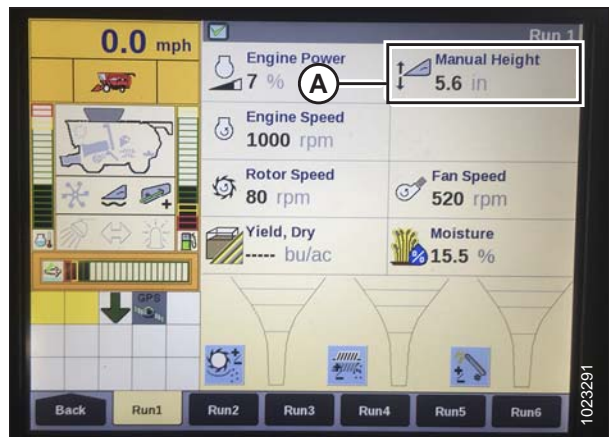 0.0 mph
Run 1
Engine Power
7 %
A
Manual Height
5.6 in
Engine Speed
1000 rpm
Rotor Speed
80 rpm
Fan Speed
520 rpm
Yield, Dry
----- bu/ac
Moisture
% 15.5 %
GPS
Back
Run1
Run2
Run3
Run4
Run5
Run6
1023291